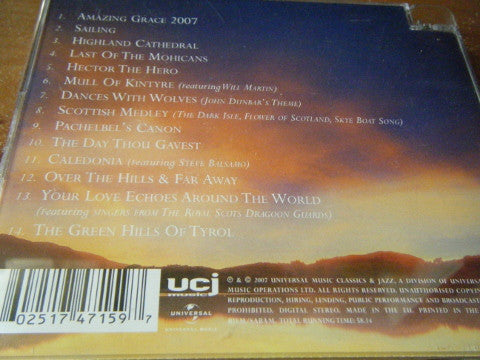 1. Amazing Grace 2007
2. Sailing
3. Highland Cathedral
4. Last Of The Mohicans
5. Hector The Hero
6. Mull Of Kintyre (featuring Will Martin)
7. Dances With Wolves (John Dunbar's Theme)
8. Scottish Medley (The Dark Isle, Flower of Scotland, Skye Boat Song)
9. Pachelbel's Canon
10. The Day Thou Gavest
11. Caledonia (featuring Steve Balsamo)
12. Over The Hills & Far Away
13. Your Love Echoes Around The World
(Featuring singers from The Royal Scots Dragoon Guards)
14. The Green Hills Of Tyrol
02517 47159 7
ucj
music
UNIVERSAL
UNIVERSAL MUSIC
℗ & © 2007 UNIVERSAL MUSIC CLASSICS & JAZZ, A DIVISION OF UNIVERSAL
MUSIC OPERATIONS LTD. ALL RIGHTS RESERVED. UNAUTHORISED COPYING,
REPRODUCTION, HIRING, LENDING, PUBLIC PERFORMANCE AND BROADCAST
PROHIBITED. DIGITAL STEREO. MADE IN THE EU. PRINTED IN THE
BIEM/SABAM. TOTAL RUNNING TIME: 58.14